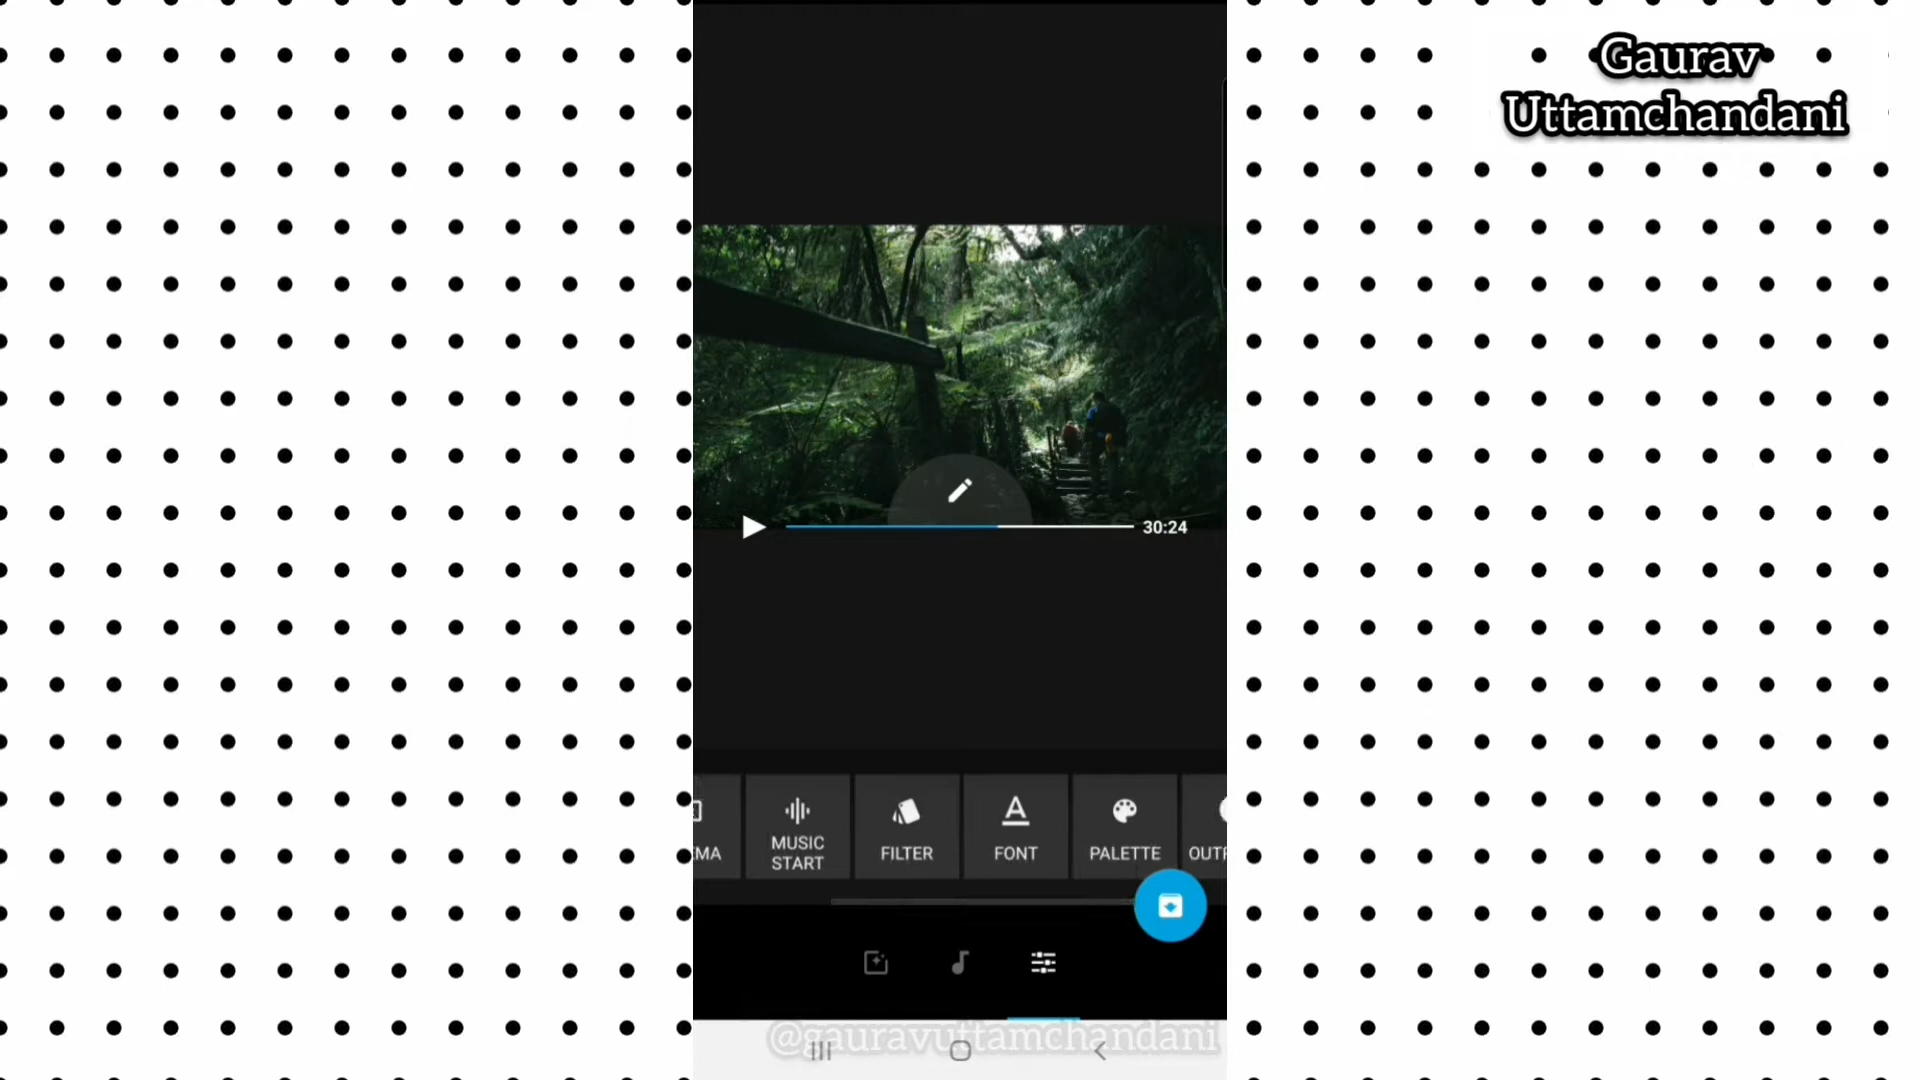 Gaurav
Uttamchandani
30:24
MUSIC
START
FILTER
FONT
PALETTE
@gauravuttamchandani